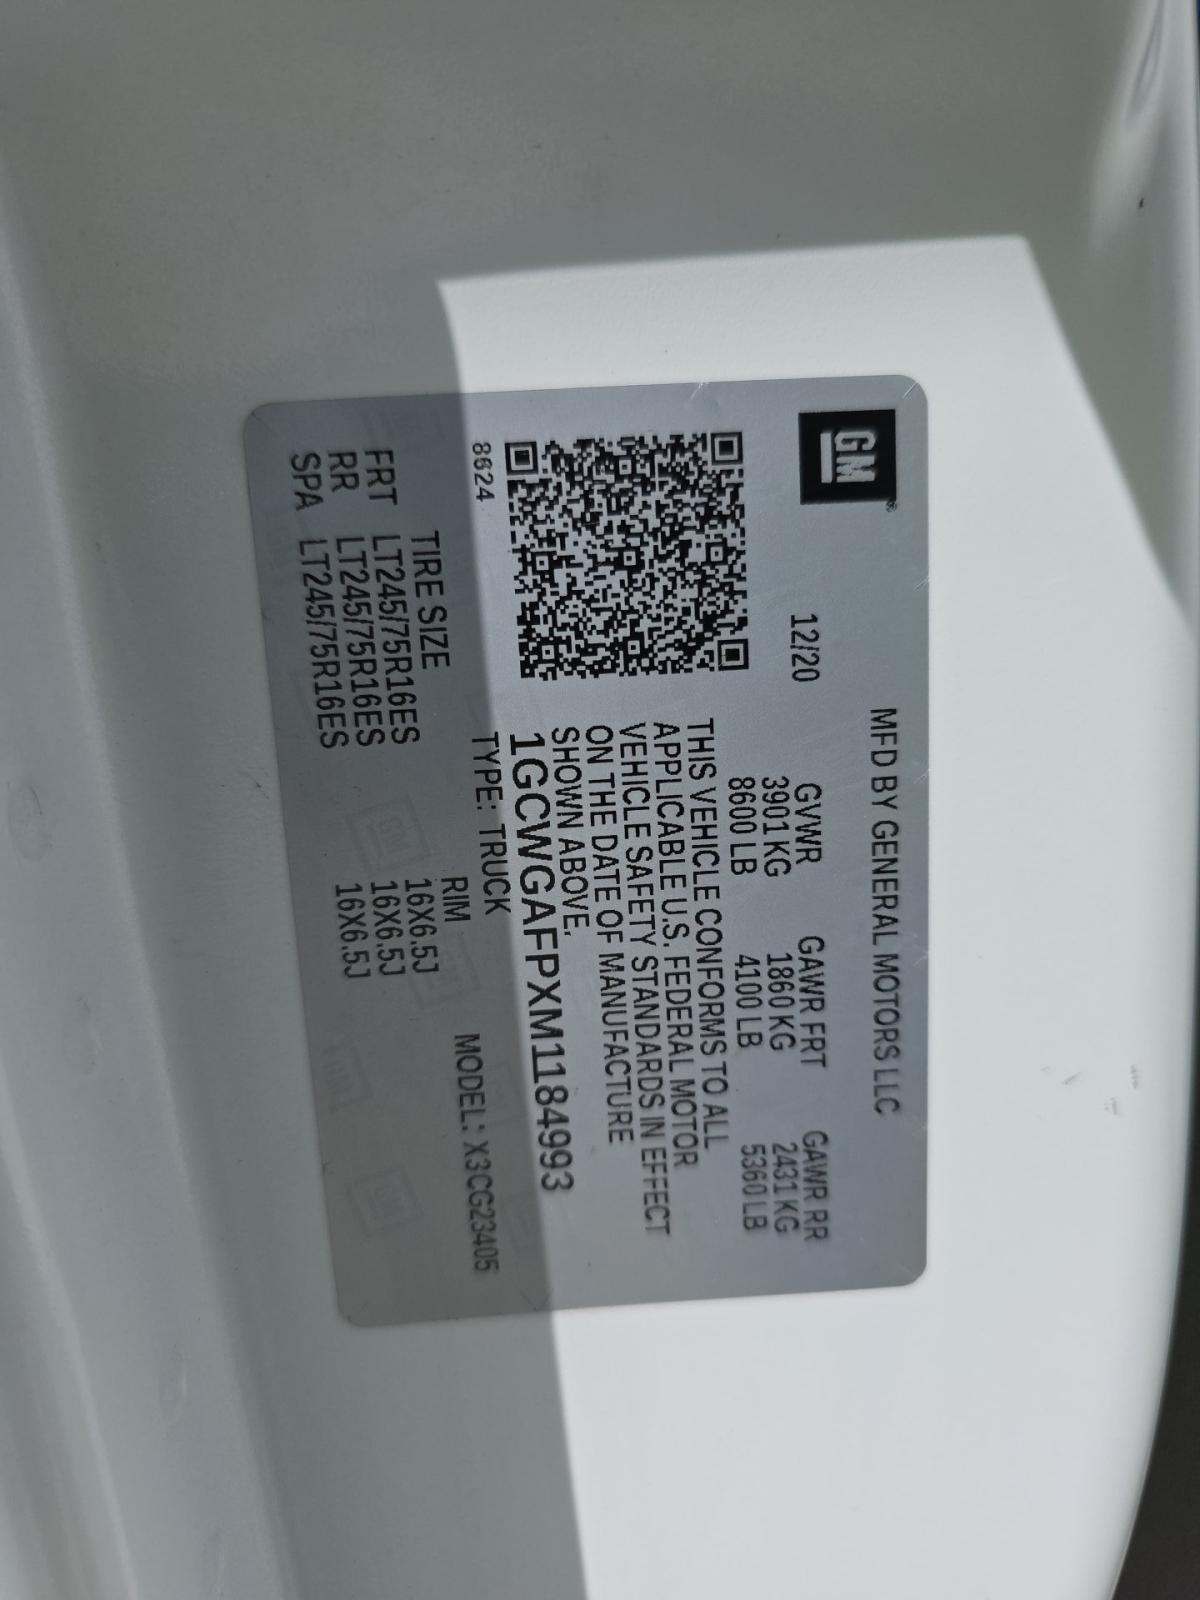 GM
MFD BY GENERAL MOTORS LLC
12/20
GVWR GAWR FRT GAWR RR
3901 KG 1860 KG 2431 KG
8600 LB 4100 LB 5360 LB
THIS VEHICLE CONFORMS TO ALL
APPLICABLE U.S. FEDERAL MOTOR
VEHICLE SAFETY STANDARDS IN EFFECT
ON THE DATE OF MANUFACTURE
SHOWN ABOVE.
1GCWGAFPXM1184993
8624
TYPE: TRUCK MODEL: X3CG23405
TIRE SIZE RIM
FRT LT245/75R16ES 16X6.5J
RR LT245/75R16ES 16X6.5J
SPA LT245/75R16ES 16X6.5J